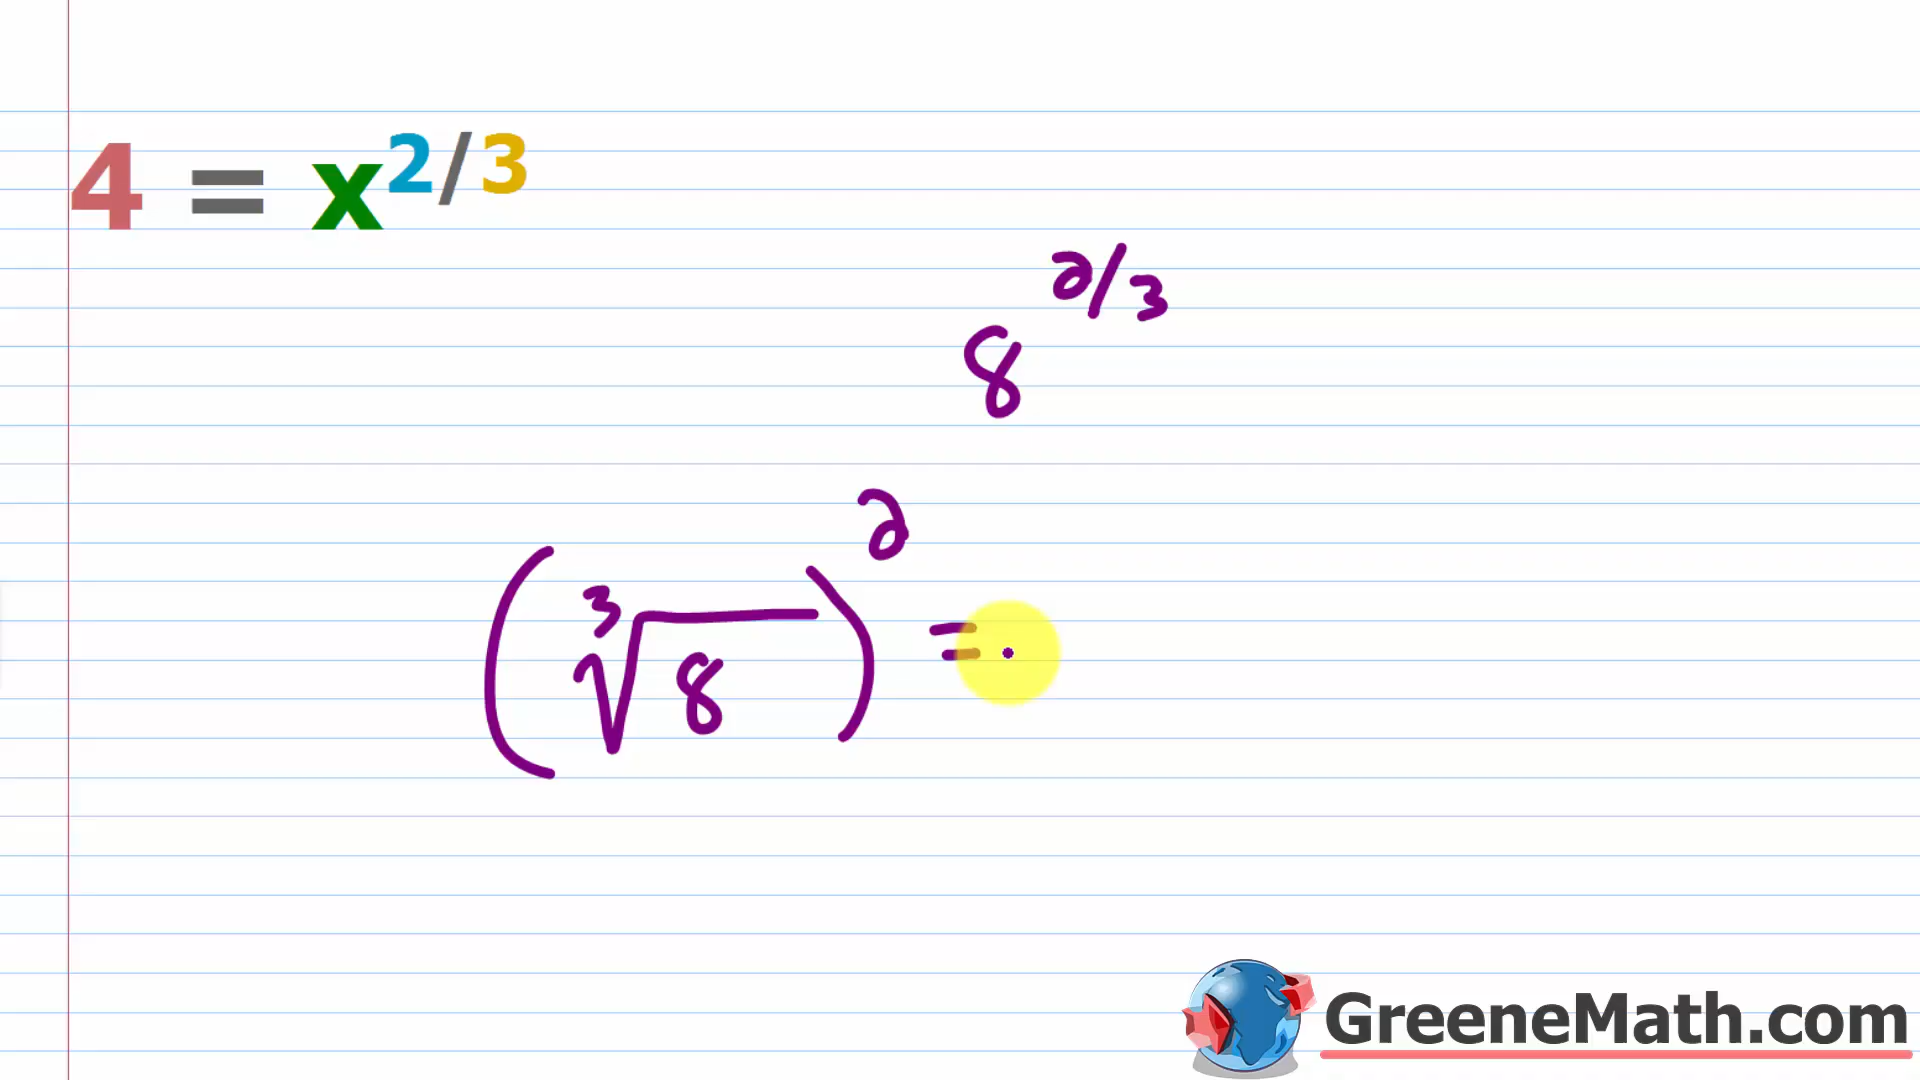 4 = x^2/3
8^2/3
(∛8)^2 =
GreeneMath.com